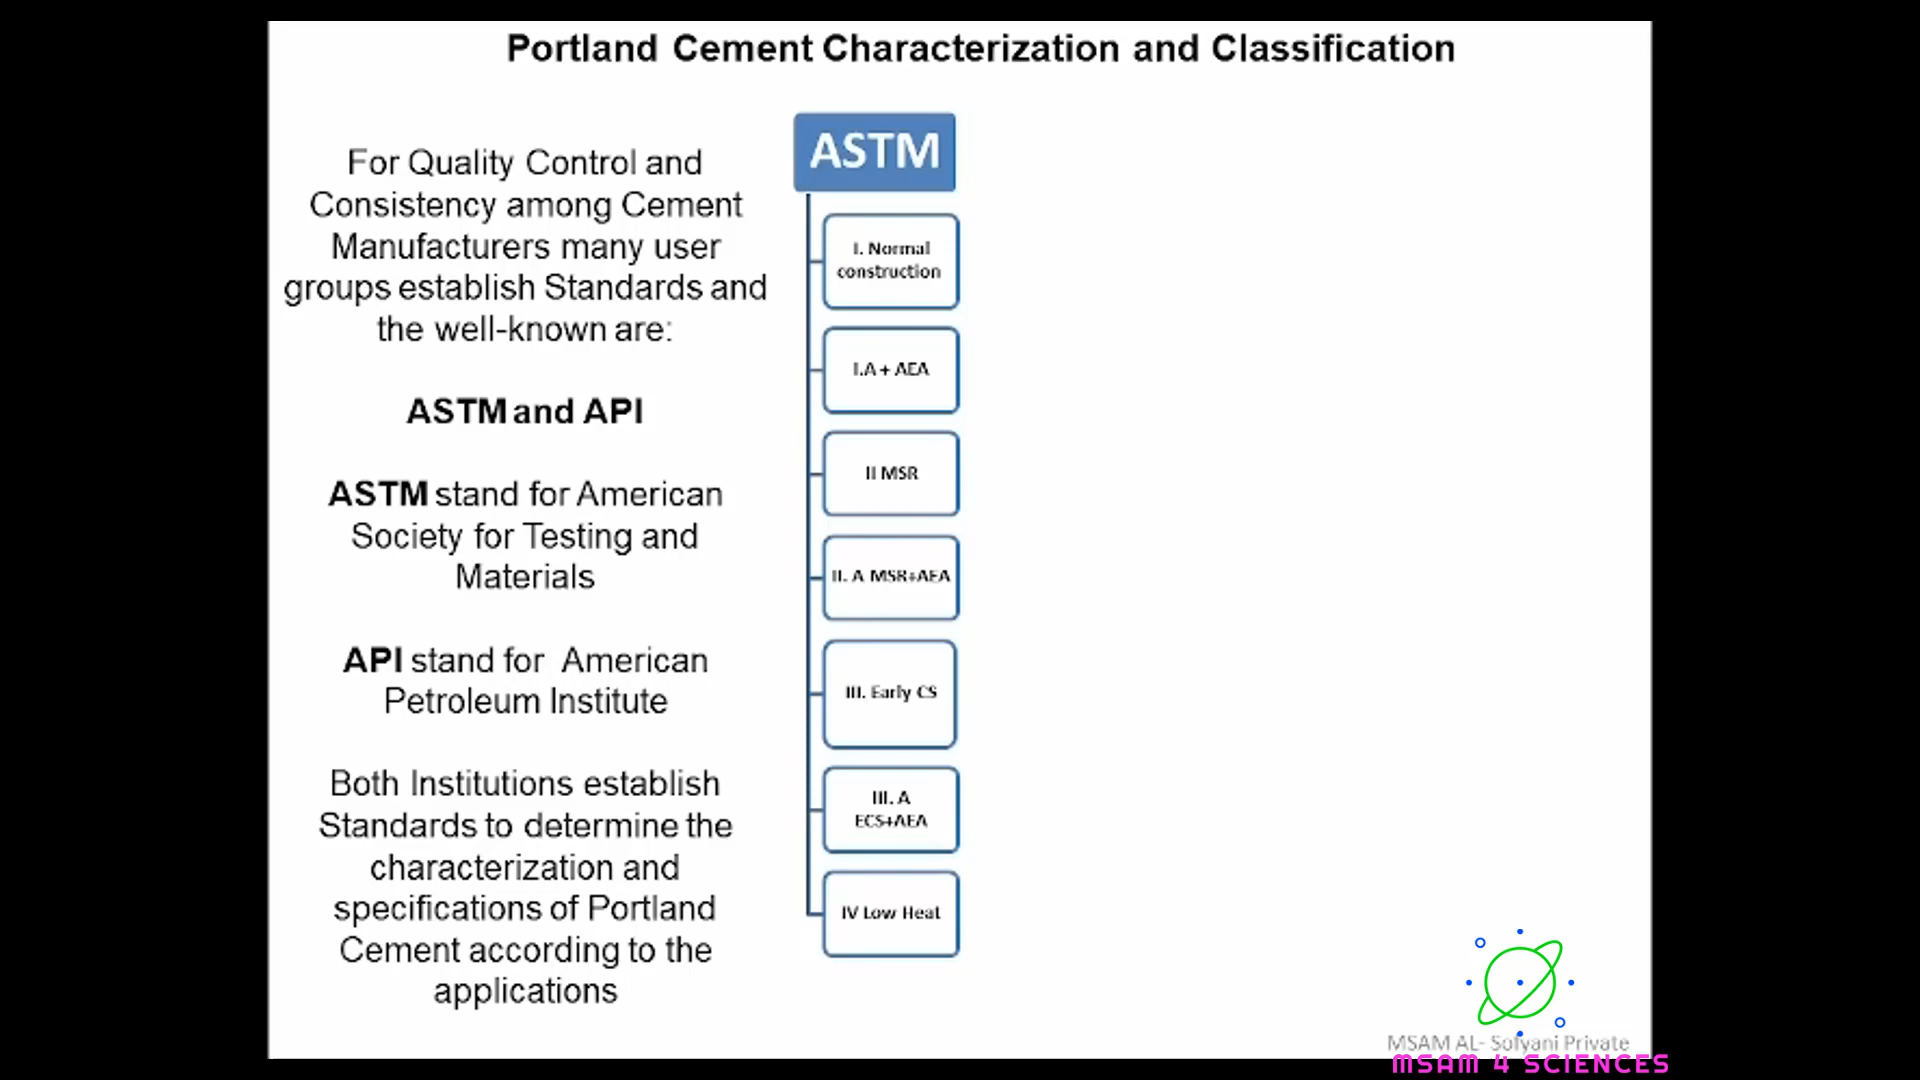 Portland Cement Characterization and Classification
For Quality Control and
Consistency among Cement
Manufacturers many user
groups establish Standards and
the well-known are:
ASTM and API
ASTM stand for American
Society for Testing and
Materials
API stand for American
Petroleum Institute
Both Institutions establish
Standards to determine the
characterization and
specifications of Portland
Cement according to the
applications
ASTM
I. Normal
construction
I.A + AEA
II MSR
II. A MSR+AEA
III. Early CS
III. A
ECS+AEA
IV Low Heat
MSAM AL- Sofyani Private
MSAM 4 SCIENCES